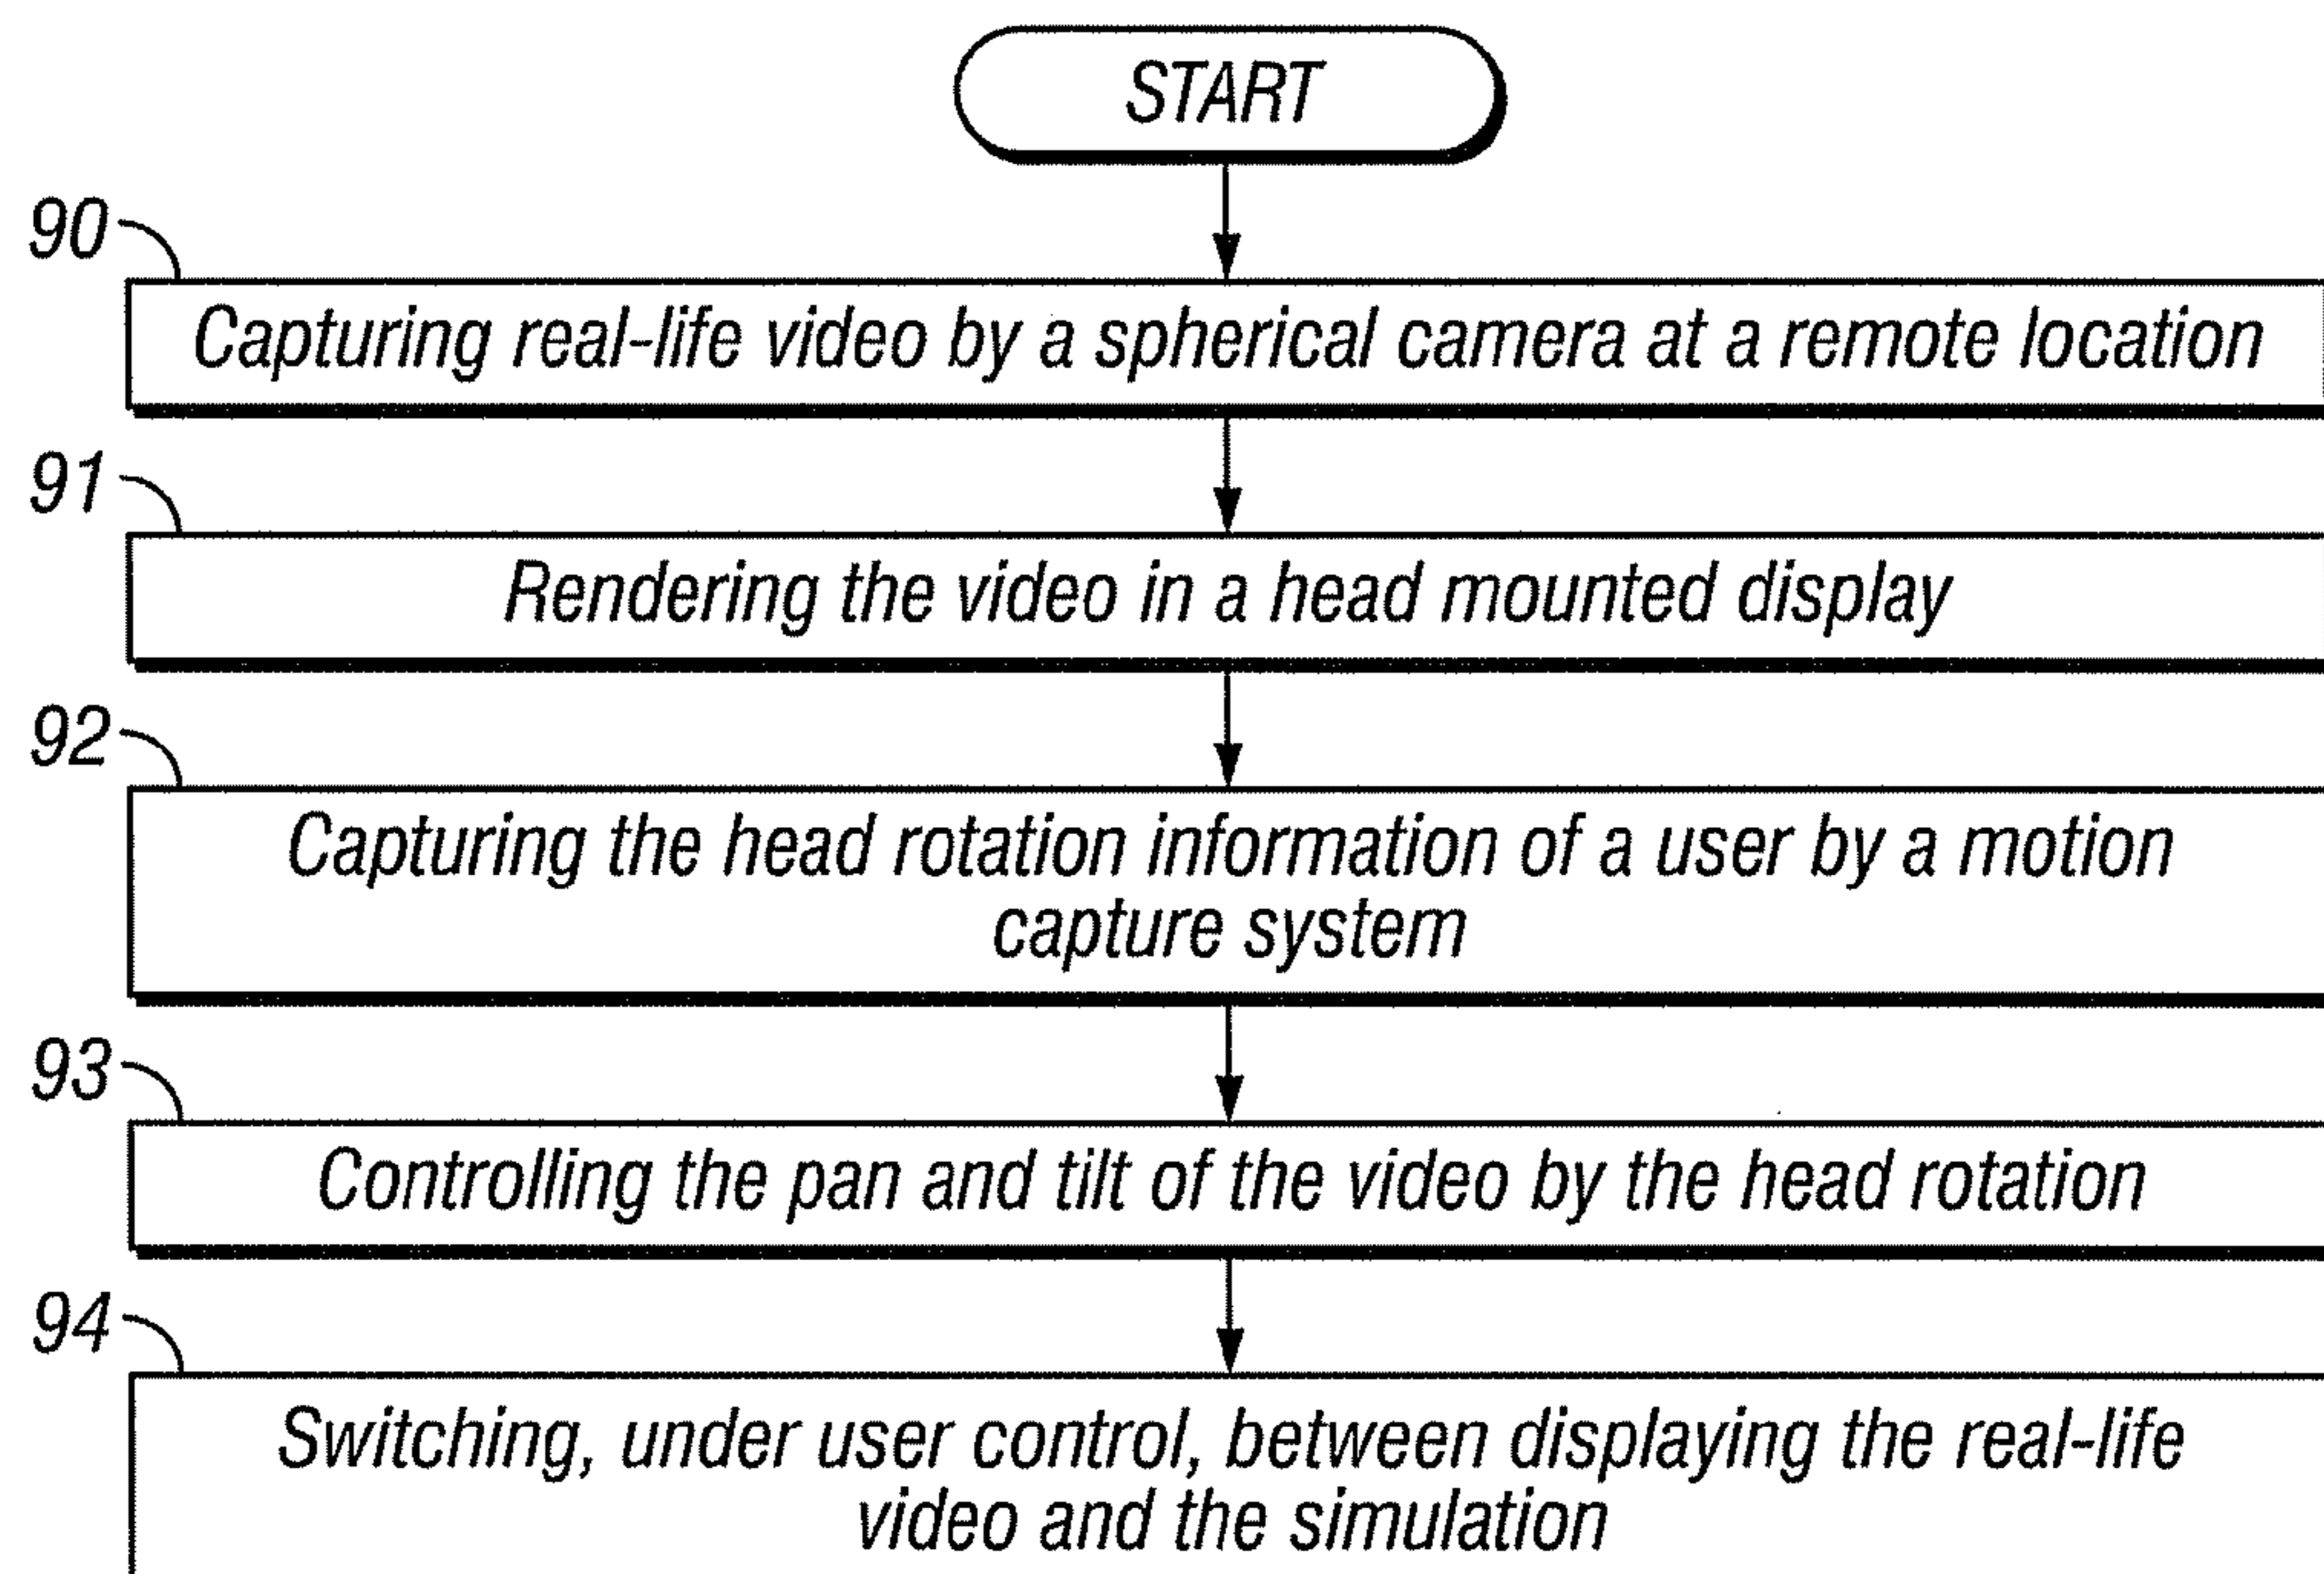 START
90
Capturing real-life video by a spherical camera at a remote location
91
Rendering the video in a head mounted display
92
Capturing the head rotation information of a user by a motion
capture system
93
Controlling the pan and tilt of the video by the head rotation
94
Switching, under user control, between displaying the real-life
video and the simulation